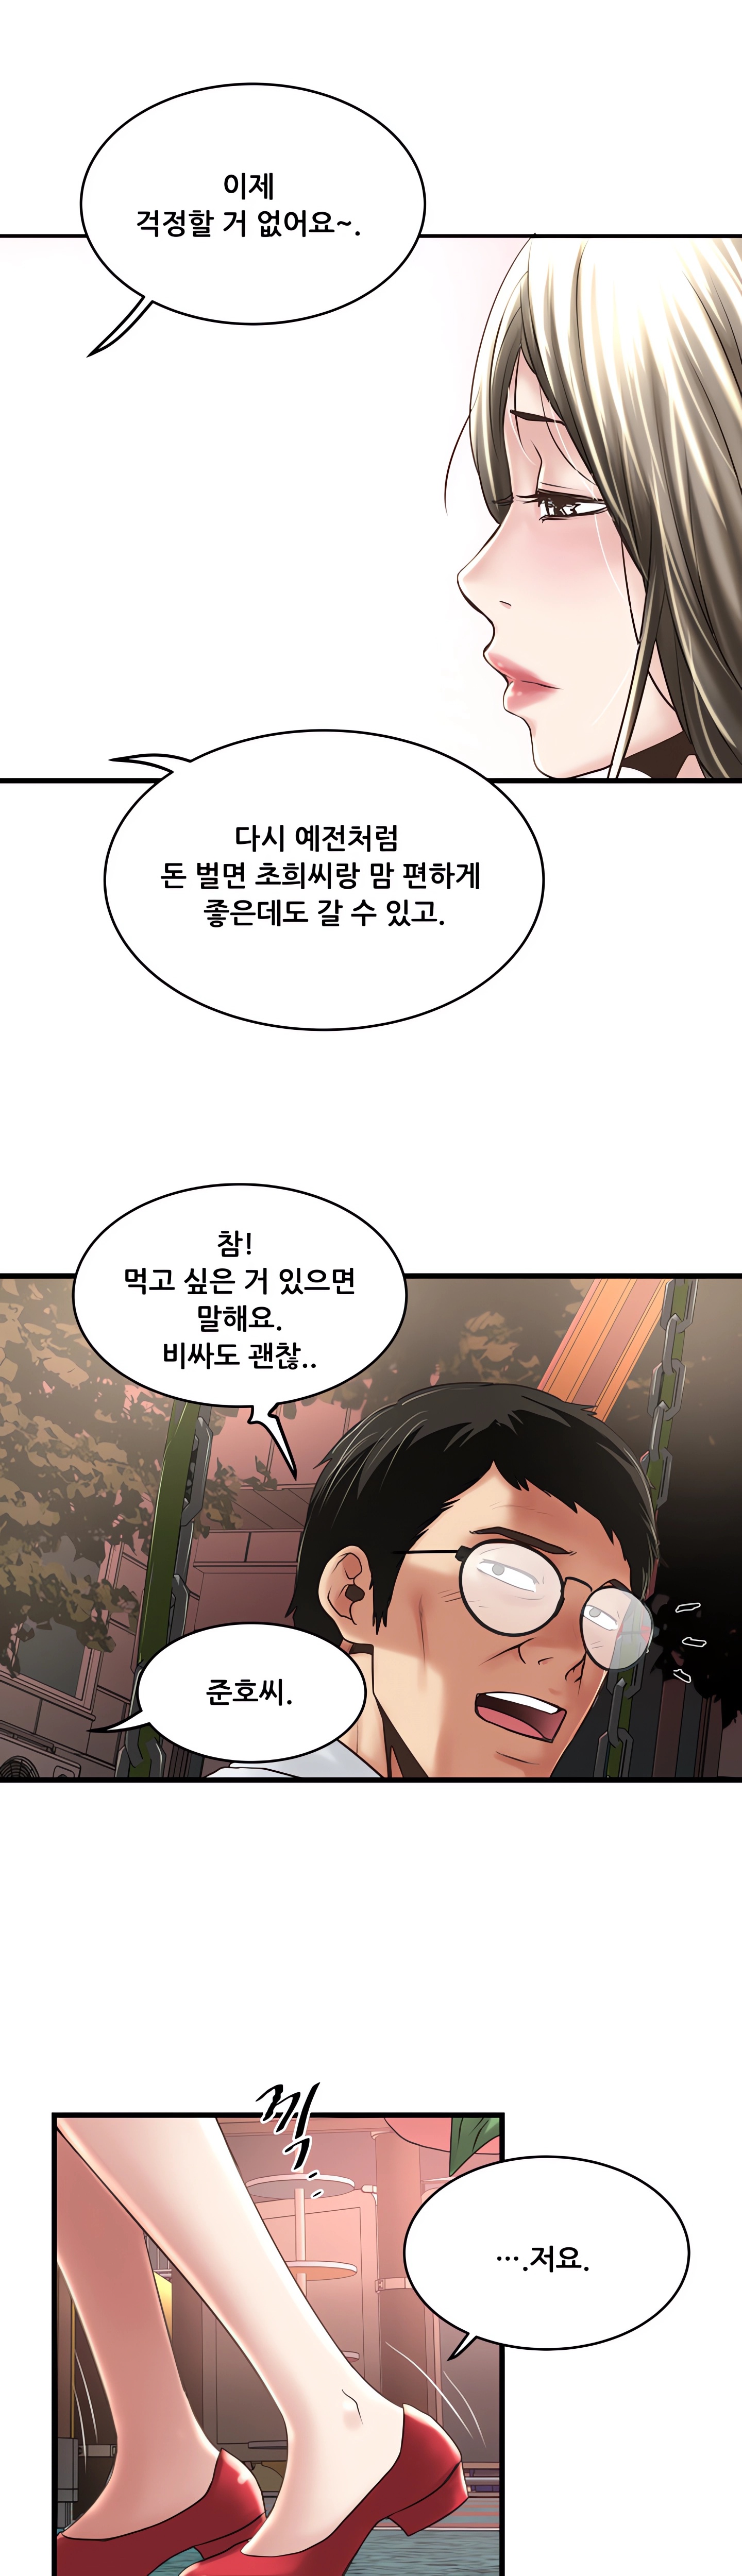 이제
걱정할 거 없어요~.
다시 예전처럼
돈 벌면 초희씨랑 맘 편하게
좋은데도 갈 수 있고.
참!
먹고 싶은 거 있으면
말해요.
비싸도 괜찮..
준호씨.
….저요.